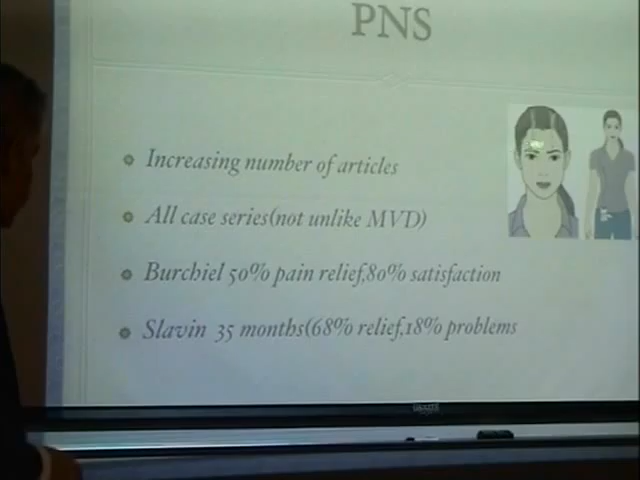 PNS
Increasing number of articles
All case series(not unlike MVD)
Burchiel 50% pain relief,80% satisfaction
Slavin 35 months(68% relief,18% problems